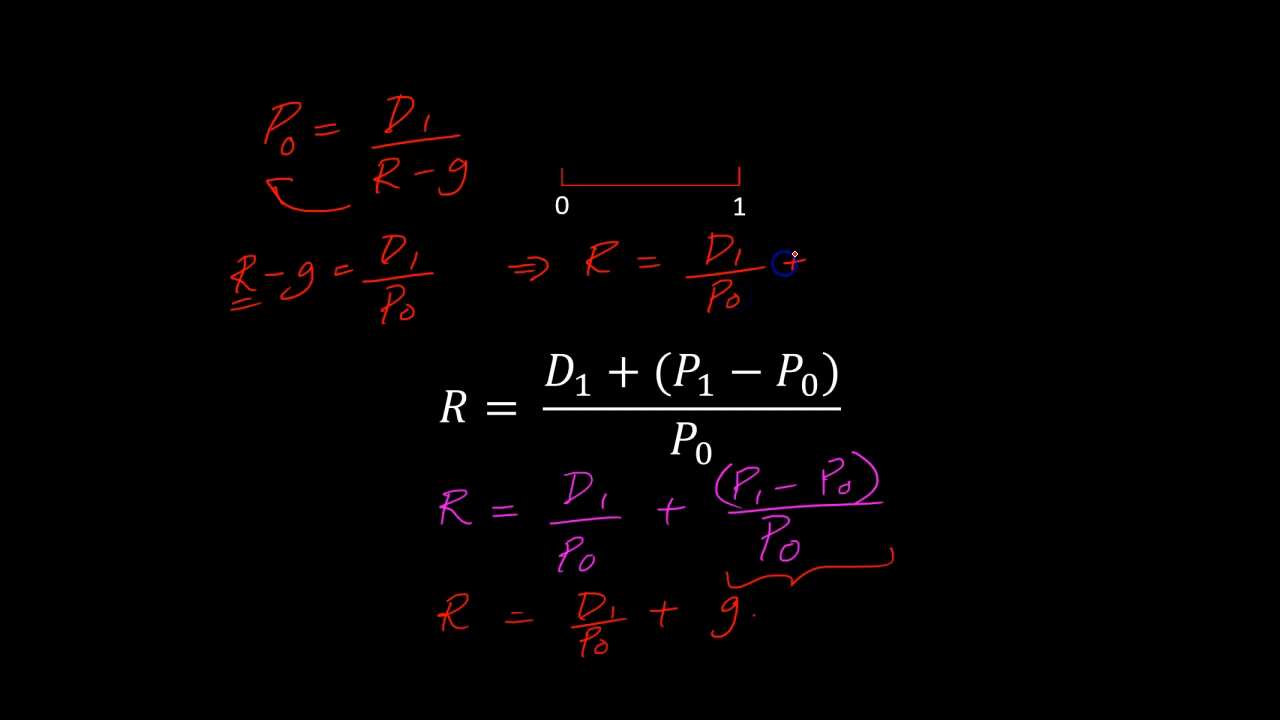 P₀ = D₁ / (R - g)
0 1
R - g = D₁ / P₀ ⇒ R = D₁ / P₀ +
R = (D₁ + (P₁ − P₀)) / P₀
R = D₁ / P₀ + (P₁ - P₀) / P₀
R = D₁ / P₀ + g.